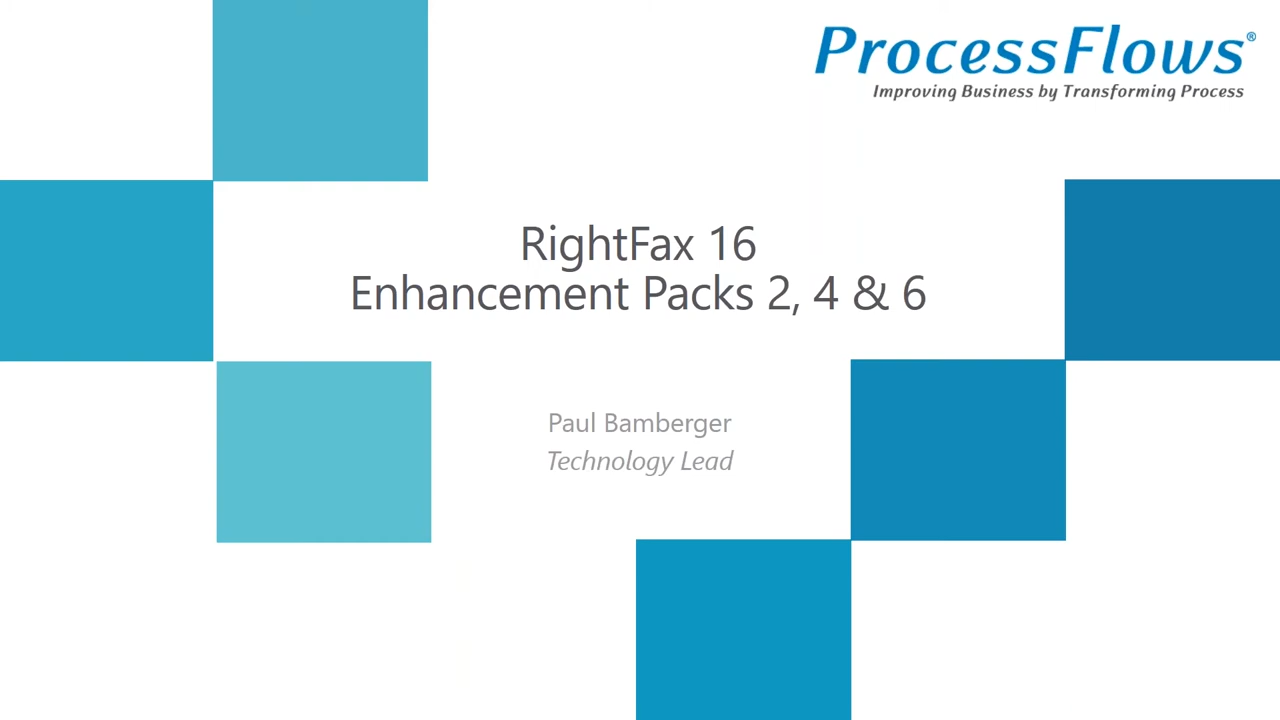 ProcessFlows®
Improving Business by Transforming Process
RightFax 16
Enhancement Packs 2, 4 & 6
Paul Bamberger
Technology Lead